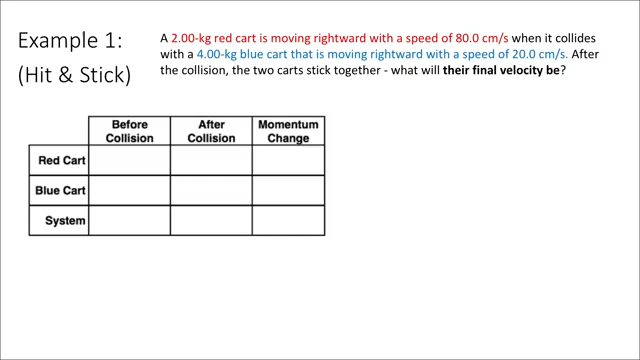 Example 1:
(Hit & Stick)
A 2.00-kg red cart is moving rightward with a speed of 80.0 cm/s when it collides
with a 4.00-kg blue cart that is moving rightward with a speed of 20.0 cm/s. After
the collision, the two carts stick together - what will their final velocity be?
Before Collision After Collision Momentum Change
Red Cart
Blue Cart
System